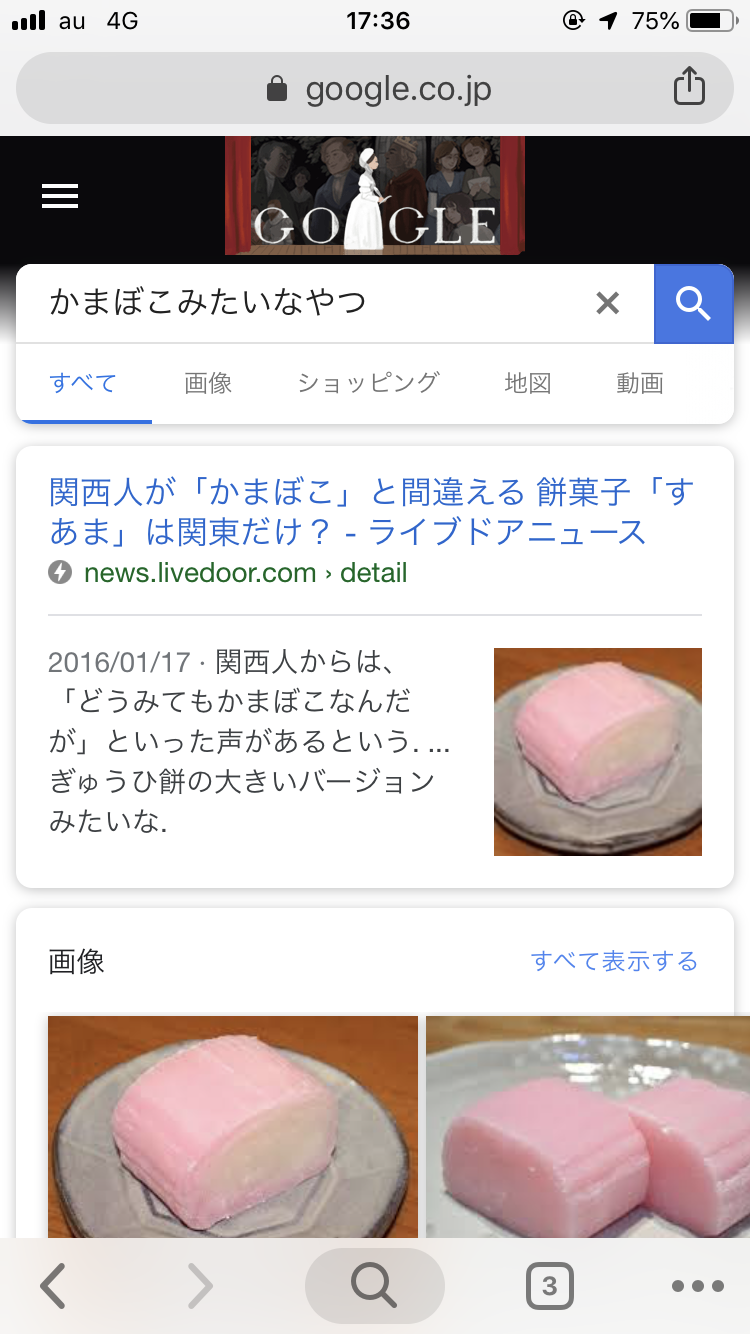 au 4G 17:36 75%
google.co.jp
GOOGLE
かまぼこみたいなやつ
すべて 画像 ショッピング 地図 動画
関西人が「かまぼこ」と間違える 餅菓子「す
あま」は関東だけ？ - ライブドアニュース
news.livedoor.com › detail
2016/01/17 · 関西人からは、
「どうみてもかまぼこなんだ
が」といった声があるという. ...
ぎゅうひ餅の大きいバージョン
みたいな.
画像 すべて表示する
3